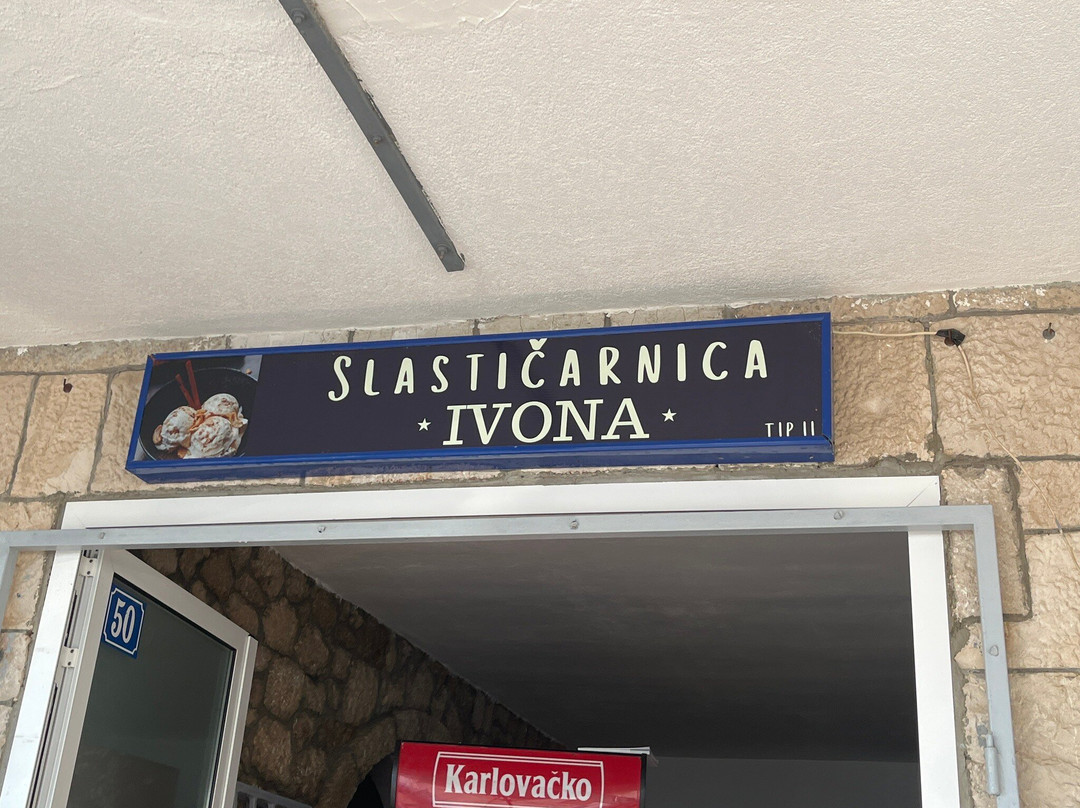 SLASTIČARNICA
IVONA
TIP II
50
Karlovačko